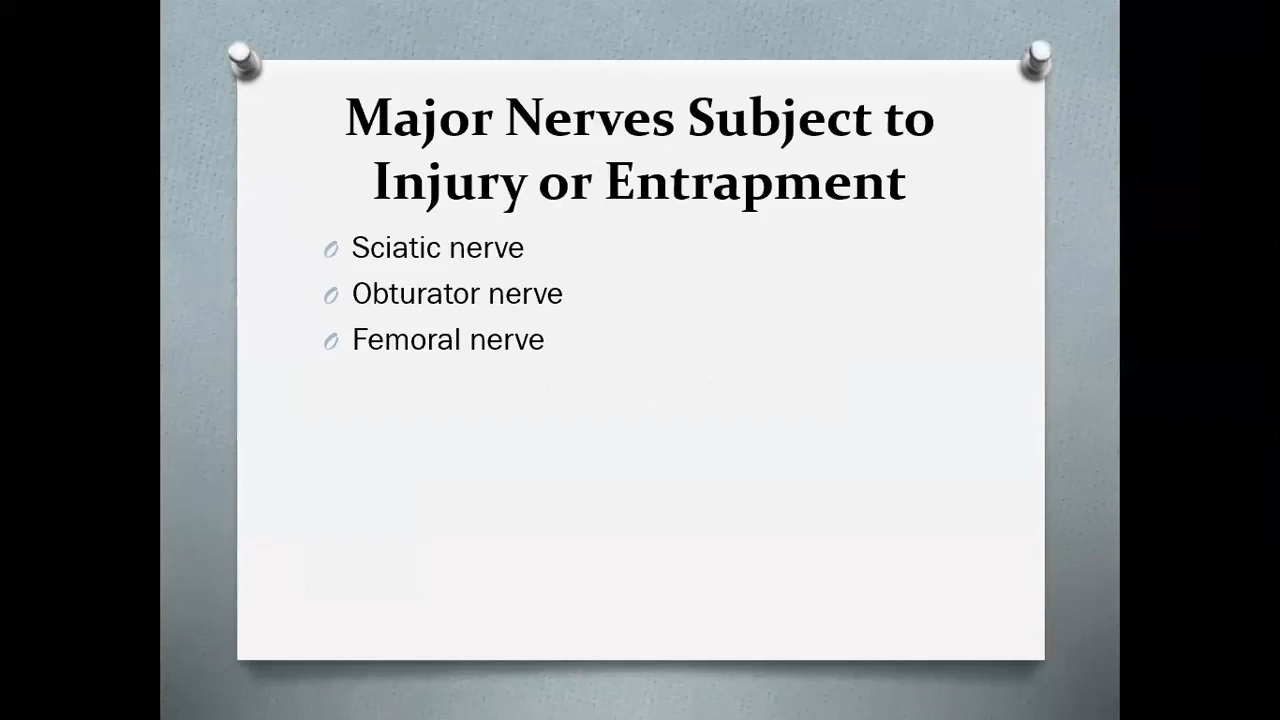 Major Nerves Subject to
Injury or Entrapment
Sciatic nerve
Obturator nerve
Femoral nerve